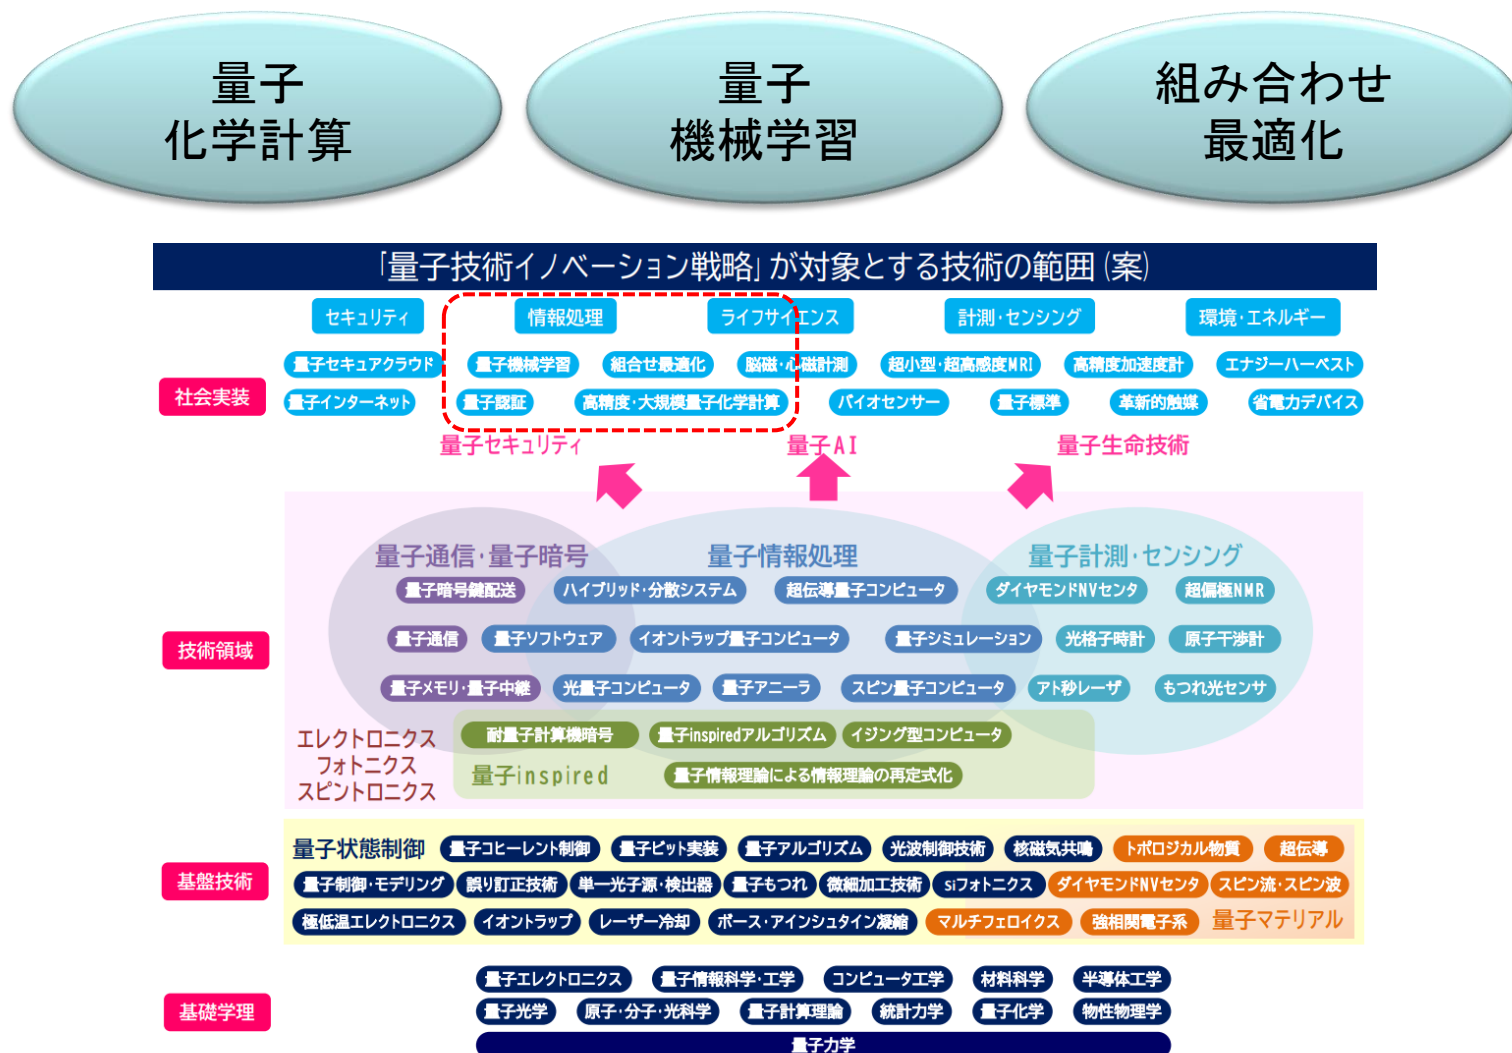 量子
化学計算
量子
機械学習
組み合わせ
最適化
「量子技術イノベーション戦略」が対象とする技術の範囲(案)
セキュリティ 情報処理 ライフサイエンス 計測・センシング 環境・エネルギー
量子セキュアクラウド 量子機械学習 組合せ最適化 脳磁・心磁計測 超小型・超高感度MRI 高精度加速度計 エナジーハーベスト
社会実装
量子インターネット 量子認証 高精度・大規模量子化学計算 バイオセンサー 量子標準 革新的触媒 省電力デバイス
量子セキュリティ 量子AI 量子生命技術
量子通信・量子暗号 量子情報処理 量子計測・センシング
量子暗号鍵配送 ハイブリッド・分散システム 超伝導量子コンピュータ ダイヤモンドNVセンタ 超偏極NMR
技術領域
量子通信 量子ソフトウェア イオントラップ量子コンピュータ 量子シミュレーション 光格子時計 原子干渉計
量子メモリ・量子中継 光量子コンピュータ 量子アニーラ スピン量子コンピュータ アト秒レーザ もつれ光センサ
エレクトロニクス
フォトニクス
スピントロニクス
耐量子計算機暗号 量子inspiredアルゴリズム イジング型コンピュータ
量子inspired 量子情報理論による情報理論の再定式化
量子状態制御 量子コヒーレント制御 量子ビット実装 量子アルゴリズム 光波制御技術 核磁気共鳴 トポロジカル物質 超伝導
基盤技術
量子制御・モデリング 誤り訂正技術 単一光子源・検出器 量子もつれ 微細加工技術 siフォトニクス ダイヤモンドNVセンタ スピン流・スピン波
極低温エレクトロニクス イオントラップ レーザー冷却 ボース・アインシュタイン凝縮 マルチフェロイクス 強相関電子系 量子マテリアル
量子エレクトロニクス 量子情報科学・工学 コンピュータ工学 材料科学 半導体工学
基礎学理
量子光学 原子・分子・光科学 量子計算理論 統計力学 量子化学 物性物理学
量子力学